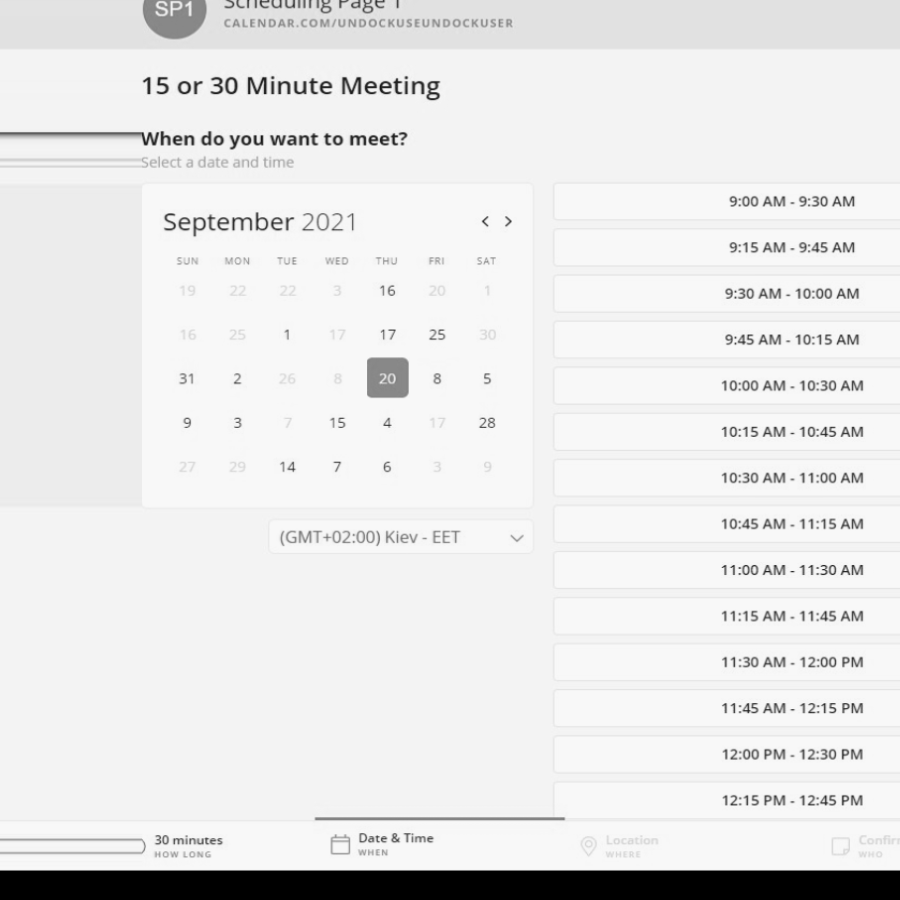 SP1
Scheduling Page 1
CALENDAR.COM/UNDOCKUSEUNDOCKUSER
15 or 30 Minute Meeting
When do you want to meet?
Select a date and time
September 2021
SUN MON TUE WED THU FRI SAT
19 22 22 3 16 20 1
16 25 1 17 17 25 30
31 2 26 8 20 8 5
9 3 7 15 4 17 28
27 29 14 7 6 3 9
(GMT+02:00) Kiev - EET
9:00 AM - 9:30 AM
9:15 AM - 9:45 AM
9:30 AM - 10:00 AM
9:45 AM - 10:15 AM
10:00 AM - 10:30 AM
10:15 AM - 10:45 AM
10:30 AM - 11:00 AM
10:45 AM - 11:15 AM
11:00 AM - 11:30 AM
11:15 AM - 11:45 AM
11:30 AM - 12:00 PM
11:45 AM - 12:15 PM
12:00 PM - 12:30 PM
12:15 PM - 12:45 PM
30 minutes
HOW LONG
Date & Time
WHEN
Location
WHERE
Confir
WHO